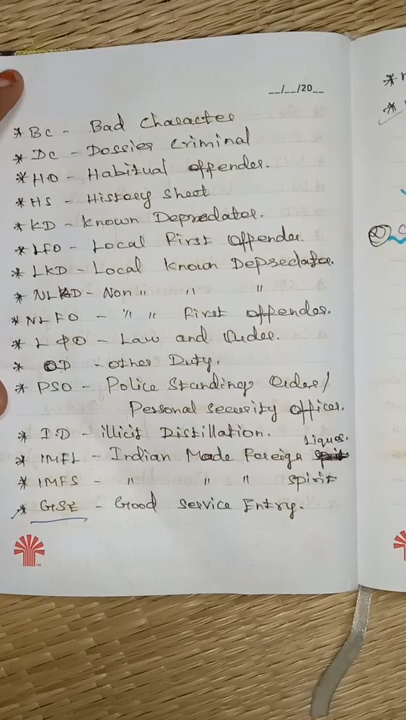 __/__/20__
* BC - Bad Character
* DC - Dossier Criminal
* HO - Habitual offender.
* HS - History Sheet
* KD - Known Depredator.
* LFO - Local First Offender.
* LKD - Local Known Depredator.
* NLKD - Non " " "
* NLFO - " " First offender.
* L&O - Law and Order.
* OD - other Duty.
* PSO - Police Standings Order/
Personal security officer.
* I.D - illicit Distillation.
* IMFL - Indian Made Foreign Liquor.
* IMFS - " " " spirit
* GSE - Good Service Entry.